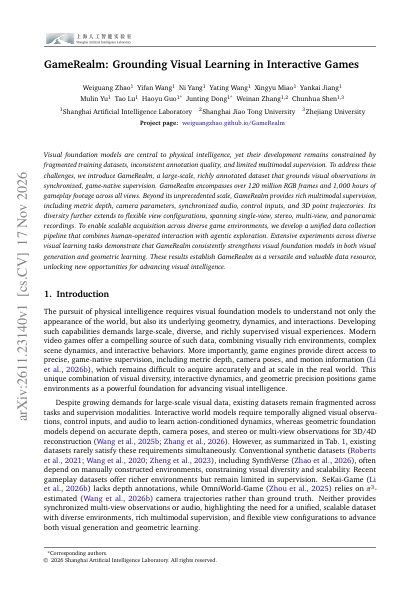 上海人工智能实验室
Shanghai Artificial Intelligence Laboratory
GameRealm: Grounding Visual Learning in Interactive Games
Weiguang Zhao¹ Yifan Wang¹ Ni Yang¹ Yating Wang¹ Xingyu Miao¹ Yankai Jiang¹
Mulin Yu¹ Tao Lu¹ Haoyu Guo¹* Junting Dong¹* Weinan Zhang¹,² Chunhua Shen¹,³
¹Shanghai Artificial Intelligence Laboratory ²Shanghai Jiao Tong University ³Zhejiang University
Project page: weiguangzhao.github.io/GameRealm
Visual foundation models are central to physical intelligence, yet their development remains constrained by
fragmented training datasets, inconsistent annotation quality, and limited multimodal supervision. To address these
challenges, we introduce GameRealm, a large-scale, richly annotated dataset that grounds visual observations in
synchronized, game-native supervision. GameRealm encompasses over 120 million RGB frames and 1,000 hours of
gameplay footage across all views. Beyond its unprecedented scale, GameRealm provides rich multimodal supervision,
including metric depth, camera parameters, synchronized audio, control inputs, and 3D point trajectories. Its
diversity further extends to flexible view configurations, spanning single-view, stereo, multi-view, and panoramic
recordings. To enable scalable acquisition across diverse game environments, we develop a unified data collection
pipeline that combines human-operated interaction with agentic exploration. Extensive experiments across diverse
visual learning tasks demonstrate that GameRealm consistently strengthens visual foundation models in both visual
generation and geometric learning. These results establish GameRealm as a versatile and valuable data resource,
unlocking new opportunities for advancing visual intelligence.
1. Introduction
The pursuit of physical intelligence requires visual foundation models to understand not only the
appearance of the world, but also its underlying geometry, dynamics, and interactions. Developing
such capabilities demands large-scale, diverse, and richly supervised visual experiences. Modern
video games offer a compelling source of such data, combining visually rich environments, complex
scene dynamics, and interactive behaviors. More importantly, game engines provide direct access to
precise, game-native supervision, including metric depth, camera poses, and motion information (Li
et al., 2026b), which remains difficult to acquire accurately and at scale in the real world. This
unique combination of visual diversity, interactive dynamics, and geometric precision positions game
environments as a powerful foundation for advancing visual intelligence.
Despite growing demands for large-scale visual data, existing datasets remain fragmented across
tasks and supervision modalities. Interactive world models require temporally aligned visual observa-
tions, control inputs, and audio to learn action-conditioned dynamics, whereas geometric foundation
models depend on accurate depth, camera poses, and stereo or multi-view observations for 3D/4D
reconstruction (Wang et al., 2025b; Zhang et al., 2026). However, as summarized in Tab. 1, existing
datasets rarely satisfy these requirements simultaneously. Conventional synthetic datasets (Roberts
et al., 2021; Wang et al., 2020; Zheng et al., 2023), including SynthVerse (Zhao et al., 2026), often
depend on manually constructed environments, constraining visual diversity and scalability. Recent
gameplay datasets offer richer environments but remain limited in supervision. SeKai-Game (Li
et al., 2026b) lacks depth annotations, while OmniWorld-Game (Zhou et al., 2025) relies on π³-
estimated (Wang et al., 2026b) camera trajectories rather than ground truth. Neither provides
synchronized multi-view observations or audio, highlighting the need for a unified, scalable dataset
with diverse environments, rich multimodal supervision, and flexible view configurations to advance
both visual generation and geometric learning.
*Corresponding authors.
© 2026 Shanghai Artificial Intelligence Laboratory. All rights reserved.
arXiv:2611.23140v1 [cs.CV] 17 Nov 2026